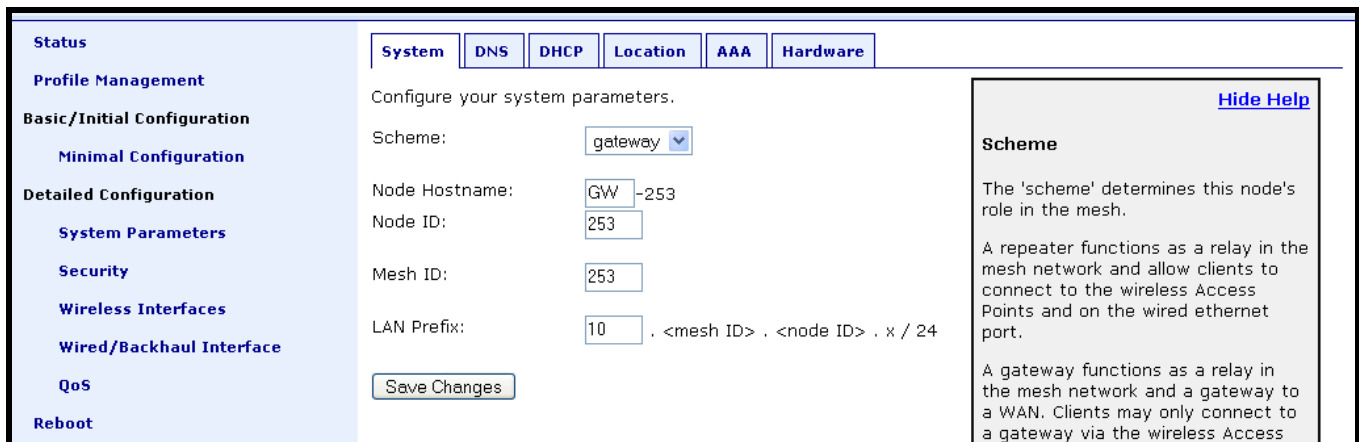 Status
Profile Management
Basic/Initial Configuration
Minimal Configuration
Detailed Configuration
System Parameters
Security
Wireless Interfaces
Wired/Backhaul Interface
QoS
Reboot
System DNS DHCP Location AAA Hardware
Configure your system parameters.
Scheme: gateway
Node Hostname: GW -253
Node ID: 253
Mesh ID: 253
LAN Prefix: 10 . <mesh ID> . <node ID> . x / 24
Save Changes
Hide Help
Scheme
The 'scheme' determines this node's
role in the mesh.
A repeater functions as a relay in the
mesh network and allow clients to
connect to the wireless Access
Points and on the wired ethernet
port.
A gateway functions as a relay in
the mesh network and a gateway to
a WAN. Clients may only connect to
a gateway via the wireless Access